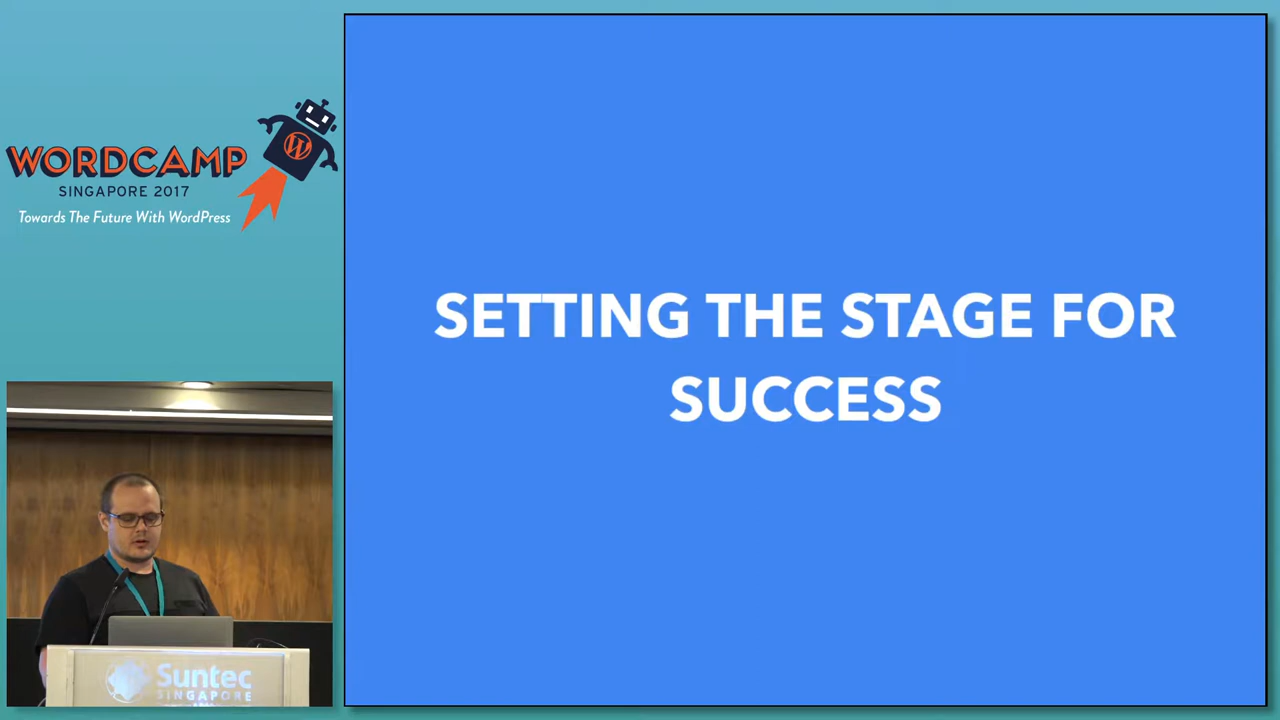 WORDCAMP
SINGAPORE 2017
Towards The Future With WordPress
SETTING THE STAGE FOR
SUCCESS
Suntec
SINGAPORE